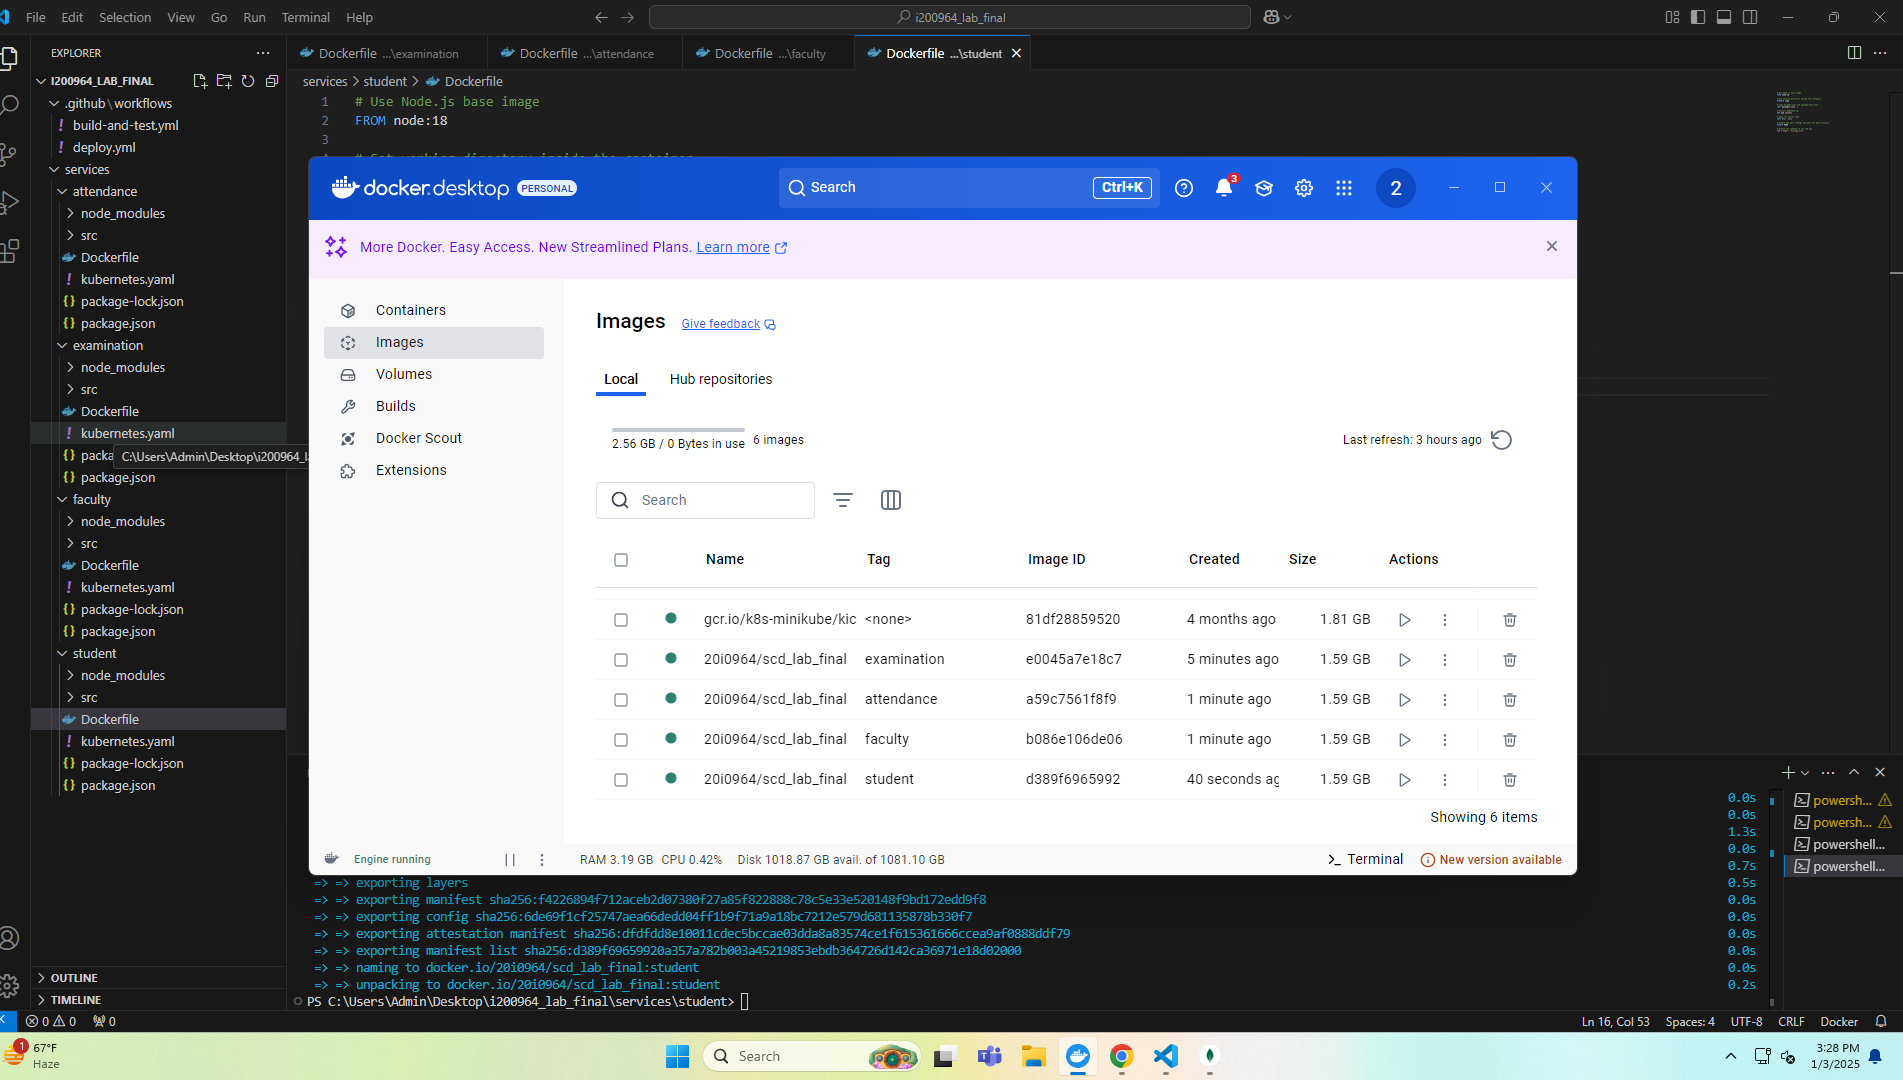 File Edit Selection View Go Run Terminal Help
i200964_lab_final
EXPLORER
I200964_LAB_FINAL
.github\workflows
build-and-test.yml
deploy.yml
services
attendance
node_modules
src
Dockerfile
kubernetes.yaml
package-lock.json
package.json
examination
node_modules
src
Dockerfile
kubernetes.yaml
C:\Users\Admin\Desktop\i200964_l
package.json
faculty
node_modules
src
Dockerfile
kubernetes.yaml
package-lock.json
package.json
student
node_modules
src
Dockerfile
kubernetes.yaml
package-lock.json
package.json
OUTLINE
TIMELINE
Dockerfile ...\examination
Dockerfile ...\attendance
Dockerfile ...\faculty
Dockerfile ...\student
services > student > Dockerfile
1 # Use Node.js base image
2 FROM node:18
3
docker.desktop PERSONAL
Search Ctrl+K
3
2
More Docker. Easy Access. New Streamlined Plans. Learn more
Containers
Images
Volumes
Builds
Docker Scout
Extensions
Images Give feedback
Local Hub repositories
2.56 GB / 0 Bytes in use 6 images
Last refresh: 3 hours ago
Search
Name Tag Image ID Created Size Actions
gcr.io/k8s-minikube/kic <none> 81df28859520 4 months ago 1.81 GB
20i0964/scd_lab_final examination e0045a7e18c7 5 minutes ago 1.59 GB
20i0964/scd_lab_final attendance a59c7561f8f9 1 minute ago 1.59 GB
20i0964/scd_lab_final faculty b086e106de06 1 minute ago 1.59 GB
20i0964/scd_lab_final student d389f6965992 40 seconds ag 1.59 GB
Showing 6 items
Engine running
RAM 3.19 GB CPU 0.42% Disk 1018.87 GB avail. of 1081.10 GB
Terminal
New version available
0.0s
0.0s
1.3s
0.0s
0.7s
=> => exporting layers 0.5s
=> => exporting manifest sha256:f4226894f712aceb2d07380f27a85f822888c78c5e33e520148f9bd172edd9f8 0.0s
=> => exporting config sha256:6de69f1cf25747aea66dedd04ff1b9f71a9a18bc7212e579d681135878b330f7 0.0s
=> => exporting attestation manifest sha256:dfdfdd8e10011cdec5bccae03dda8a83574ce1f615361666ccea9af0888ddf79 0.0s
=> => exporting manifest list sha256:d389f69659920a357a782b003a45219853ebdb364726d142ca36971e18d02000 0.0s
=> => naming to docker.io/20i0964/scd_lab_final:student 0.0s
=> => unpacking to docker.io/20i0964/scd_lab_final:student 0.2s
PS C:\Users\Admin\Desktop\i200964_lab_final\services\student>
powersh...
powersh...
powershell...
powershell...
0 0 0
Ln 16, Col 53 Spaces: 4 UTF-8 CRLF Docker
1
67°F
Haze
Search
3:28 PM
1/3/2025